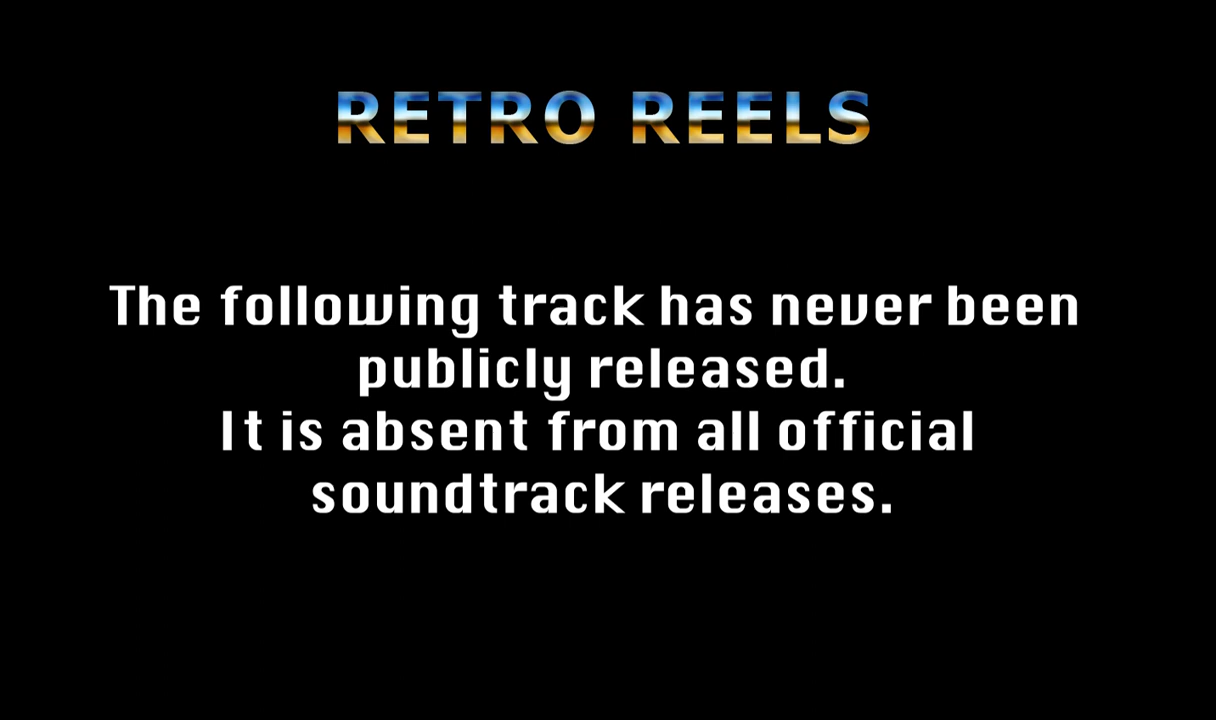 RETRO REELS
The following track has never been
publicly released.
It is absent from all official
soundtrack releases.